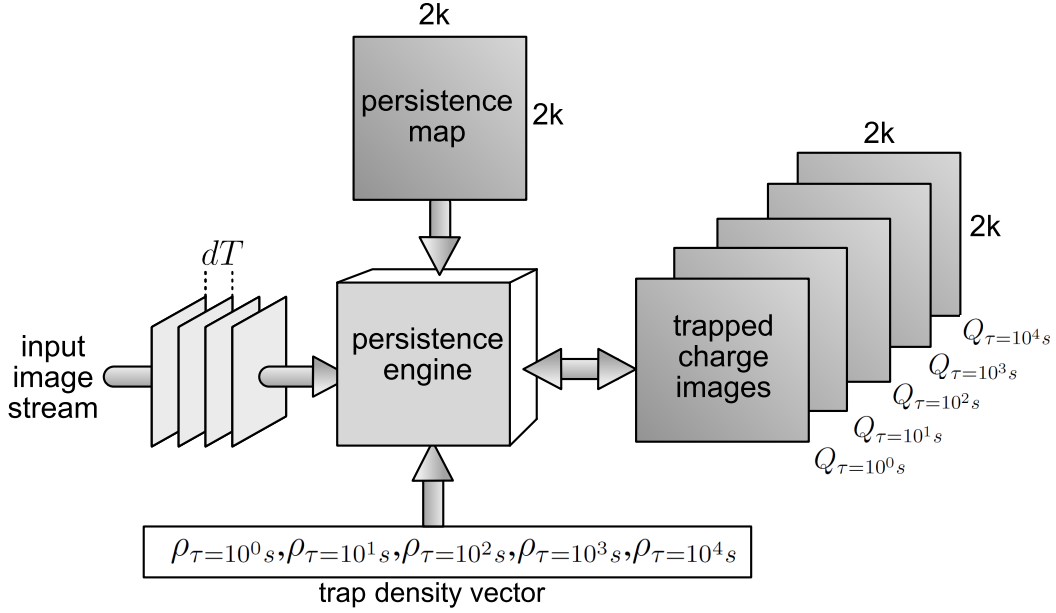 2k
persistence
map
2k
2k
2k
dT
input
image
stream
persistence
engine
trapped
charge
images
Q_{τ=10^4 s}
Q_{τ=10^3 s}
Q_{τ=10^2 s}
Q_{τ=10^1 s}
Q_{τ=10^0 s}
ρ_{τ=10^0 s},ρ_{τ=10^1 s},ρ_{τ=10^2 s},ρ_{τ=10^3 s},ρ_{τ=10^4 s}
trap density vector